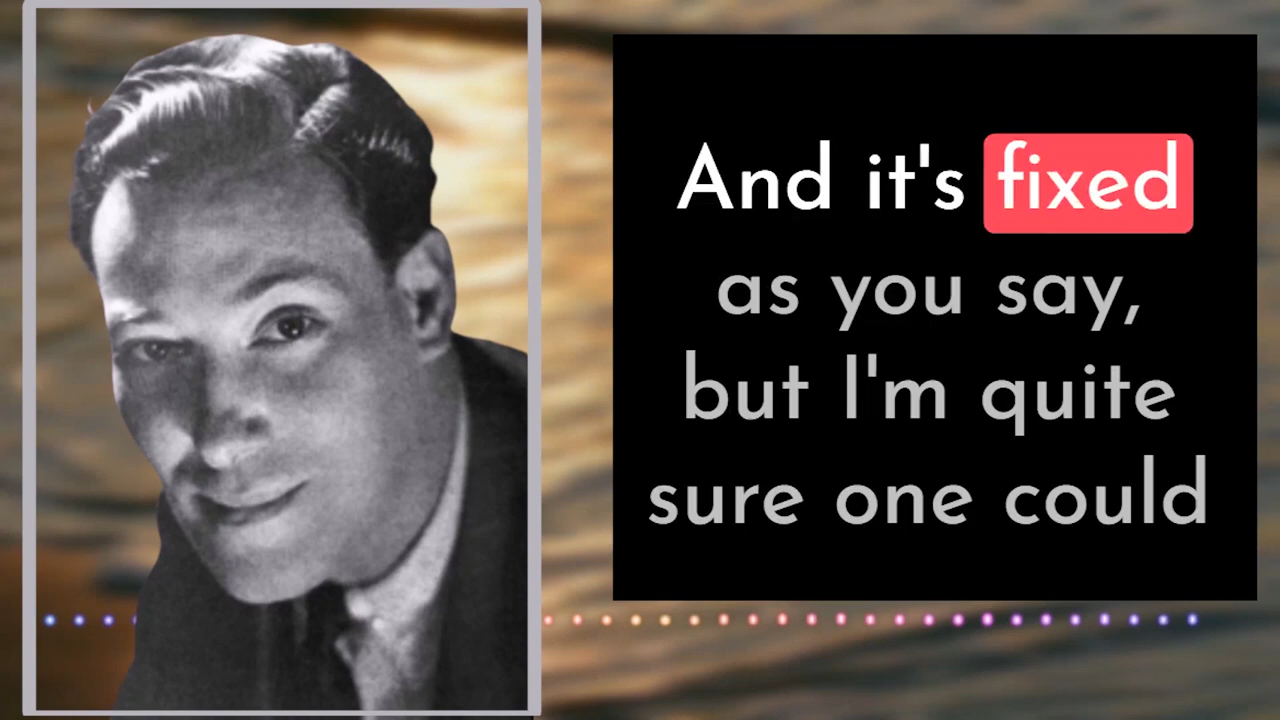 And it's fixed
as you say,
but I'm quite
sure one could